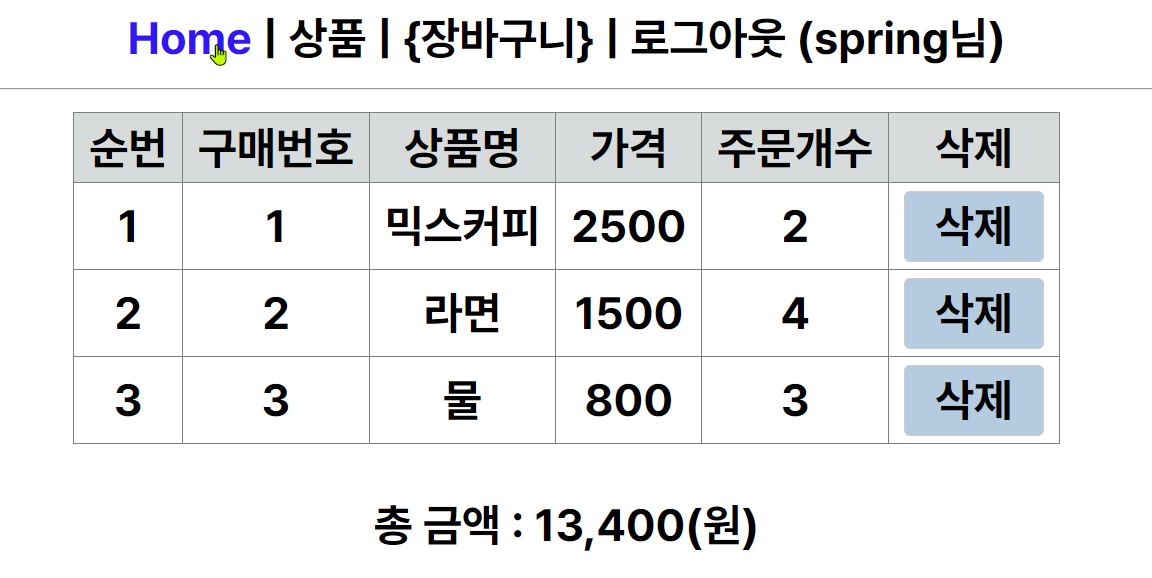 Home | 상품 | {장바구니} | 로그아웃 (spring님)
순번 구매번호 상품명 가격 주문개수 삭제
1 1 믹스커피 2500 2 삭제
2 2 라면 1500 4 삭제
3 3 물 800 3 삭제
총 금액 : 13,400(원)